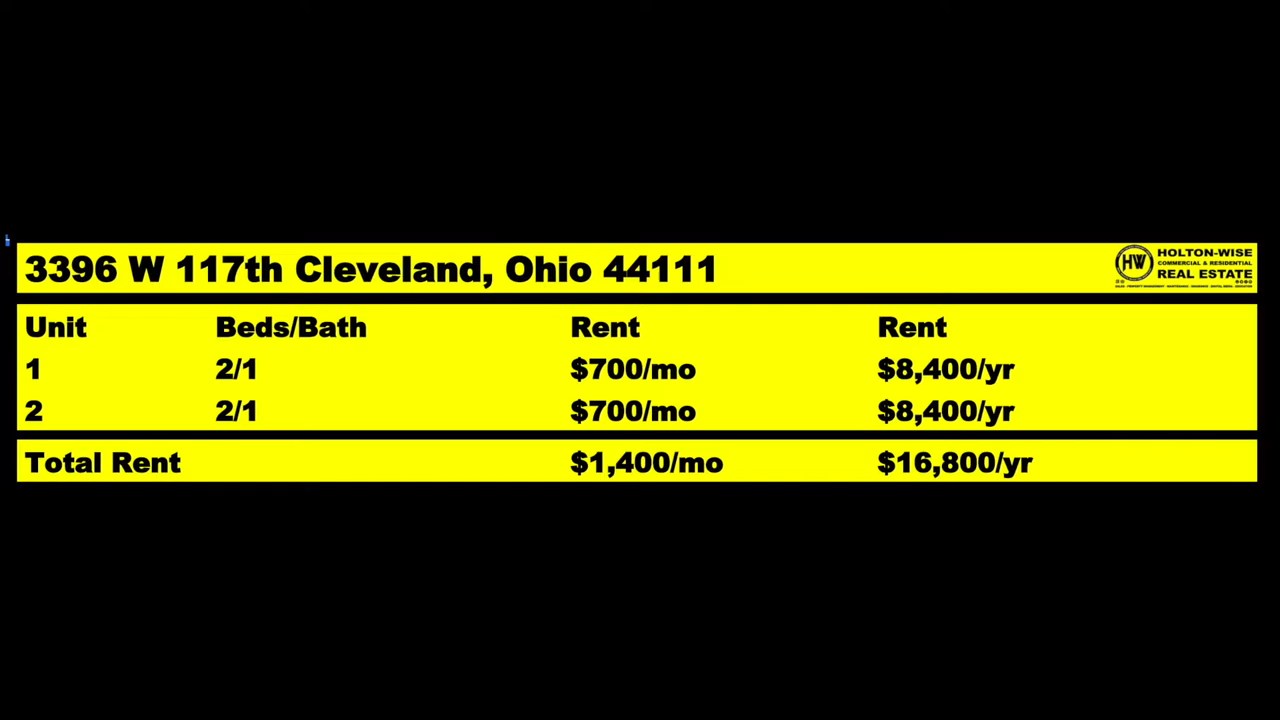 3396 W 117th Cleveland, Ohio 44111
HW
HOLTON-WISE
COMMERCIAL & RESIDENTIAL
REAL ESTATE
Unit Beds/Bath Rent Rent
1 2/1 $700/mo $8,400/yr
2 2/1 $700/mo $8,400/yr
Total Rent $1,400/mo $16,800/yr